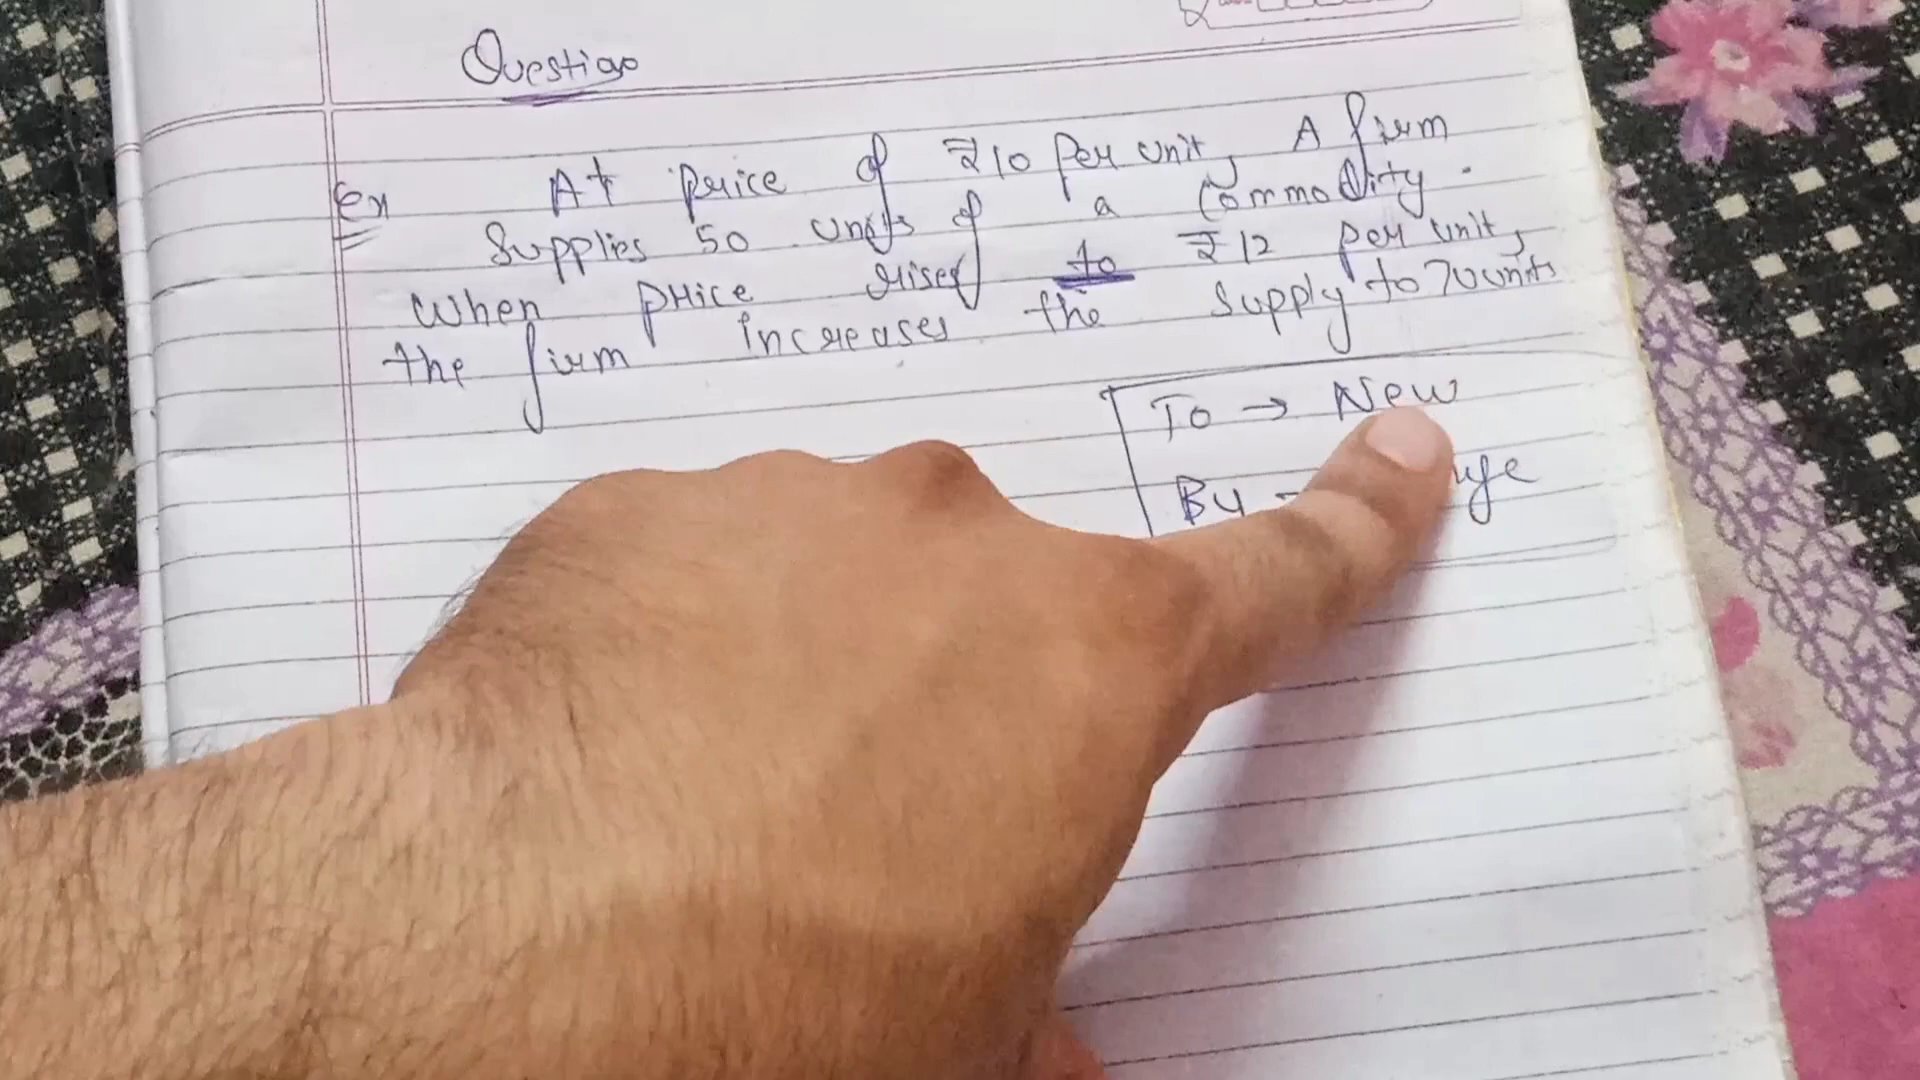 Question
Ex At price of ₹10 per unit, A firm
Supplies 50 units of a Commodity.
When price rises to ₹12 per unit,
the firm increases the supply to 70 units
To → New
By